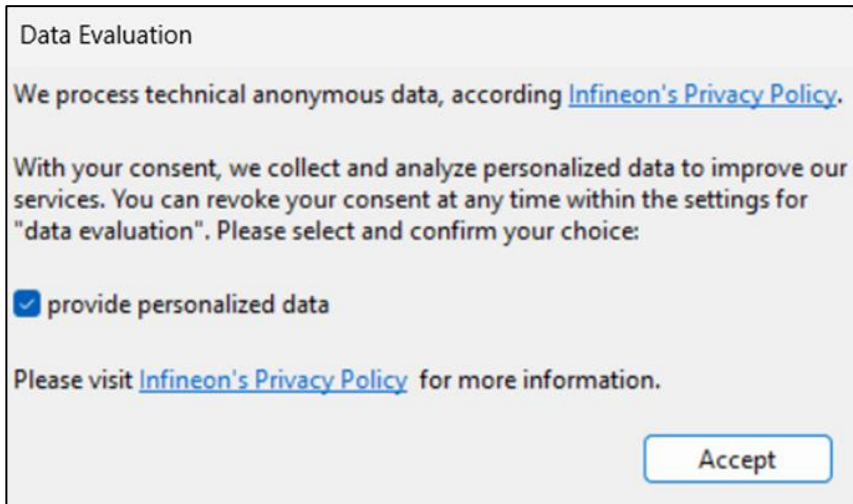 Data Evaluation
We process technical anonymous data, according Infineon's Privacy Policy.
With your consent, we collect and analyze personalized data to improve our
services. You can revoke your consent at any time within the settings for
"data evaluation". Please select and confirm your choice:
provide personalized data
Please visit Infineon's Privacy Policy for more information.
Accept